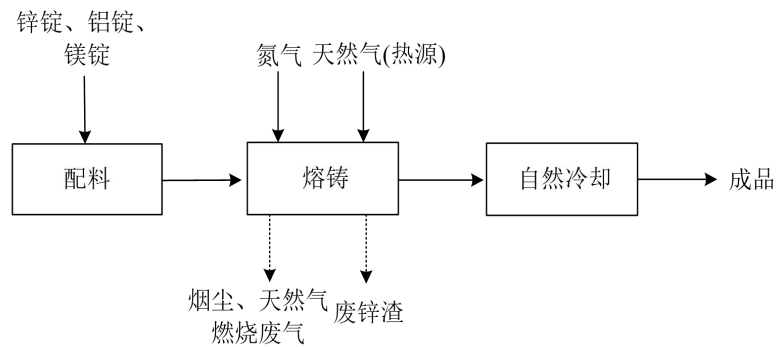 锌锭、铝锭、
镁锭
氮气 天然气(热源)
配料
熔铸
自然冷却
成品
烟尘、天然气
燃烧废气
废锌渣